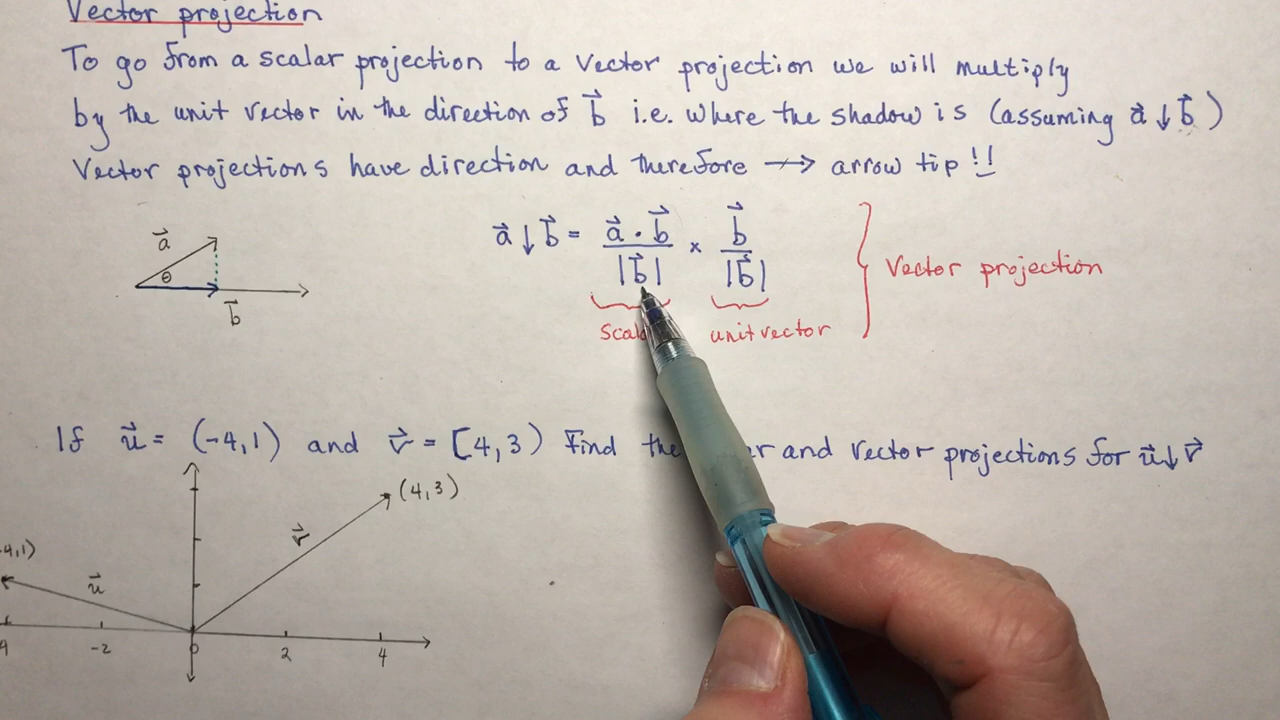 Vector projection
To go from a scalar projection to a vector projection we will multiply
by the unit vector in the direction of b⃗ i.e. where the shadow is (assuming a⃗↓b⃗)
Vector projections have direction and therefore → arrow tip!!
a⃗
θ
b⃗
a⃗↓b⃗ = a⃗·b⃗ / |b⃗| × b⃗ / |b⃗|
unit vector
Vector projection
If u⃗ = (-4,1) and v⃗ = [4,3) Find the and vector projections for u⃗↓v⃗
(4,3)
v⃗
4,1)
u⃗
-2 0 2 4